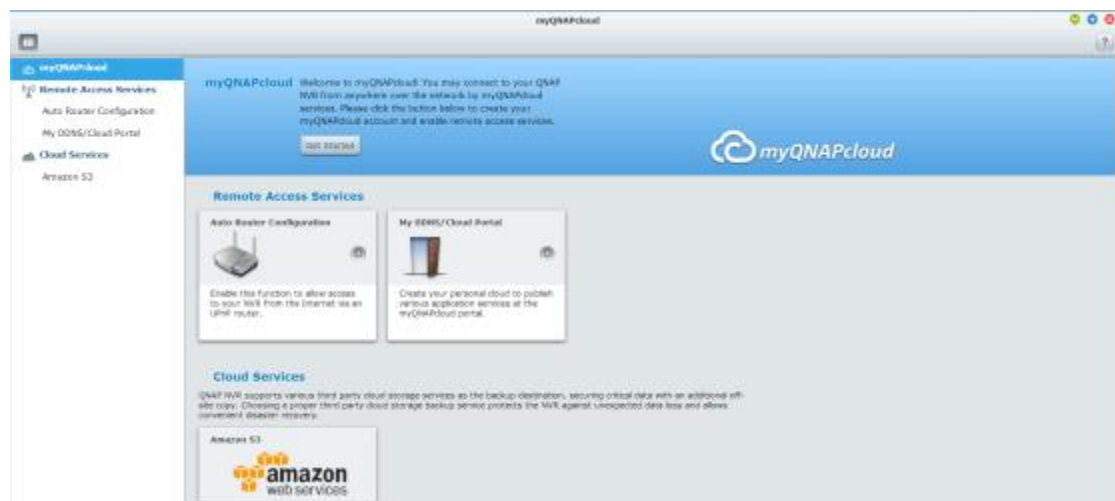 myQNAPcloud
?
myQNAPcloud
Remote Access Services
Auto Router Configuration
My DDNS/Cloud Portal
Cloud Services
Amazon S3
myQNAPcloud
Welcome to myQNAPcloud! You may connect to your QNAP
NVR from anywhere over the network by myQNAPcloud
services. Please click the button below to create your
myQNAPcloud account and enable remote access services.
Get Started
myQNAPcloud
Remote Access Services
Auto Router Configuration
Enable this function to allow access
to your NVR from the Internet via an
UPnP router.
My DDNS/Cloud Portal
Create your personal cloud to publish
various application services at the
myQNAPcloud portal.
Cloud Services
QNAP NVR supports various third party cloud storage services as the backup destination, securing critical data with an additional off-
site copy. Choosing a proper third party cloud storage backup service protects the NVR against unexpected data loss and allows
convenient disaster recovery.
Amazon S3
amazon
web services